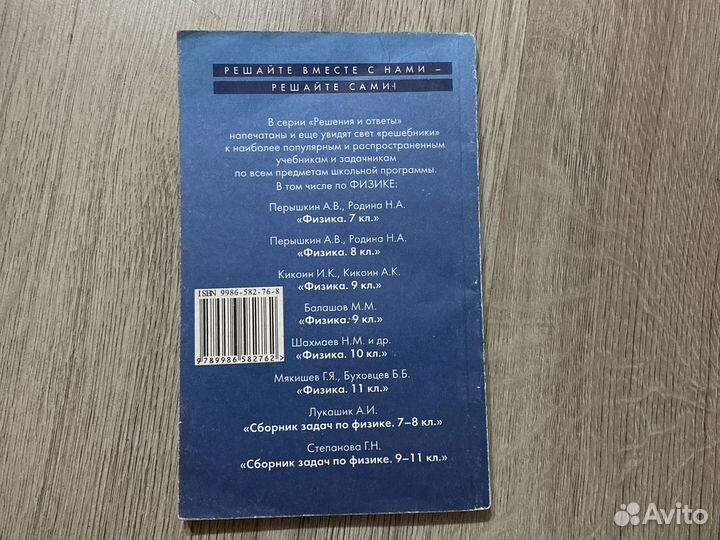 РЕШАЙТЕ ВМЕСТЕ С НАМИ –
РЕШАЙТЕ САМИ!
В серии «Решения и ответы»
напечатаны и еще увидят свет «решебники»
к наиболее популярным и распространенным
учебникам и задачникам
по всем предметам школьной программы.
В том числе по ФИЗИКЕ:
Перышкин А.В., Родина Н.А.
«Физика. 7 кл.»
Перышкин А.В., Родина Н.А.
«Физика. 8 кл.»
Кикоин И.К., Кикоин А.К.
«Физика. 9 кл.»
Балашов М.М.
«Физика. 9 кл.»
Шахмаев Н.М. и др.
«Физика. 10 кл.»
Мякишев Г.Я., Буховцев Б.Б.
«Физика. 11 кл.»
Лукашик А.И.
«Сборник задач по физике. 7–8 кл.»
Степанова Г.Н.
«Сборник задач по физике. 9–11 кл.»
ISBN 9986-582-76-8
9789986582762>
Avito